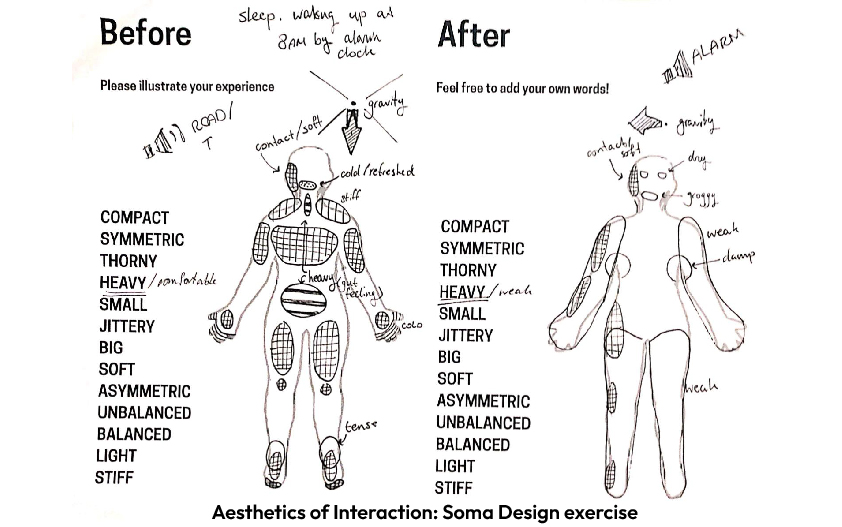 Before
sleep. waking up at
8AM by alarm
clock
Please illustrate your experience
ROAD/
T
gravity
contact/soft
cold/refreshed
stiff
COMPACT
SYMMETRIC
THORNY
HEAVY/comfortable
SMALL
JITTERY
BIG
SOFT
ASYMMETRIC
UNBALANCED
BALANCED
LIGHT
STIFF
heavy (gut
feeling)
cold
tense
After
ALARM
Feel free to add your own words!
gravity
contact/
soft
dry
groggy
COMPACT
SYMMETRIC
THORNY
HEAVY/weak
SMALL
JITTERY
BIG
SOFT
ASYMMETRIC
UNBALANCED
BALANCED
LIGHT
STIFF
weak
damp
weak
Aesthetics of Interaction: Soma Design exercise